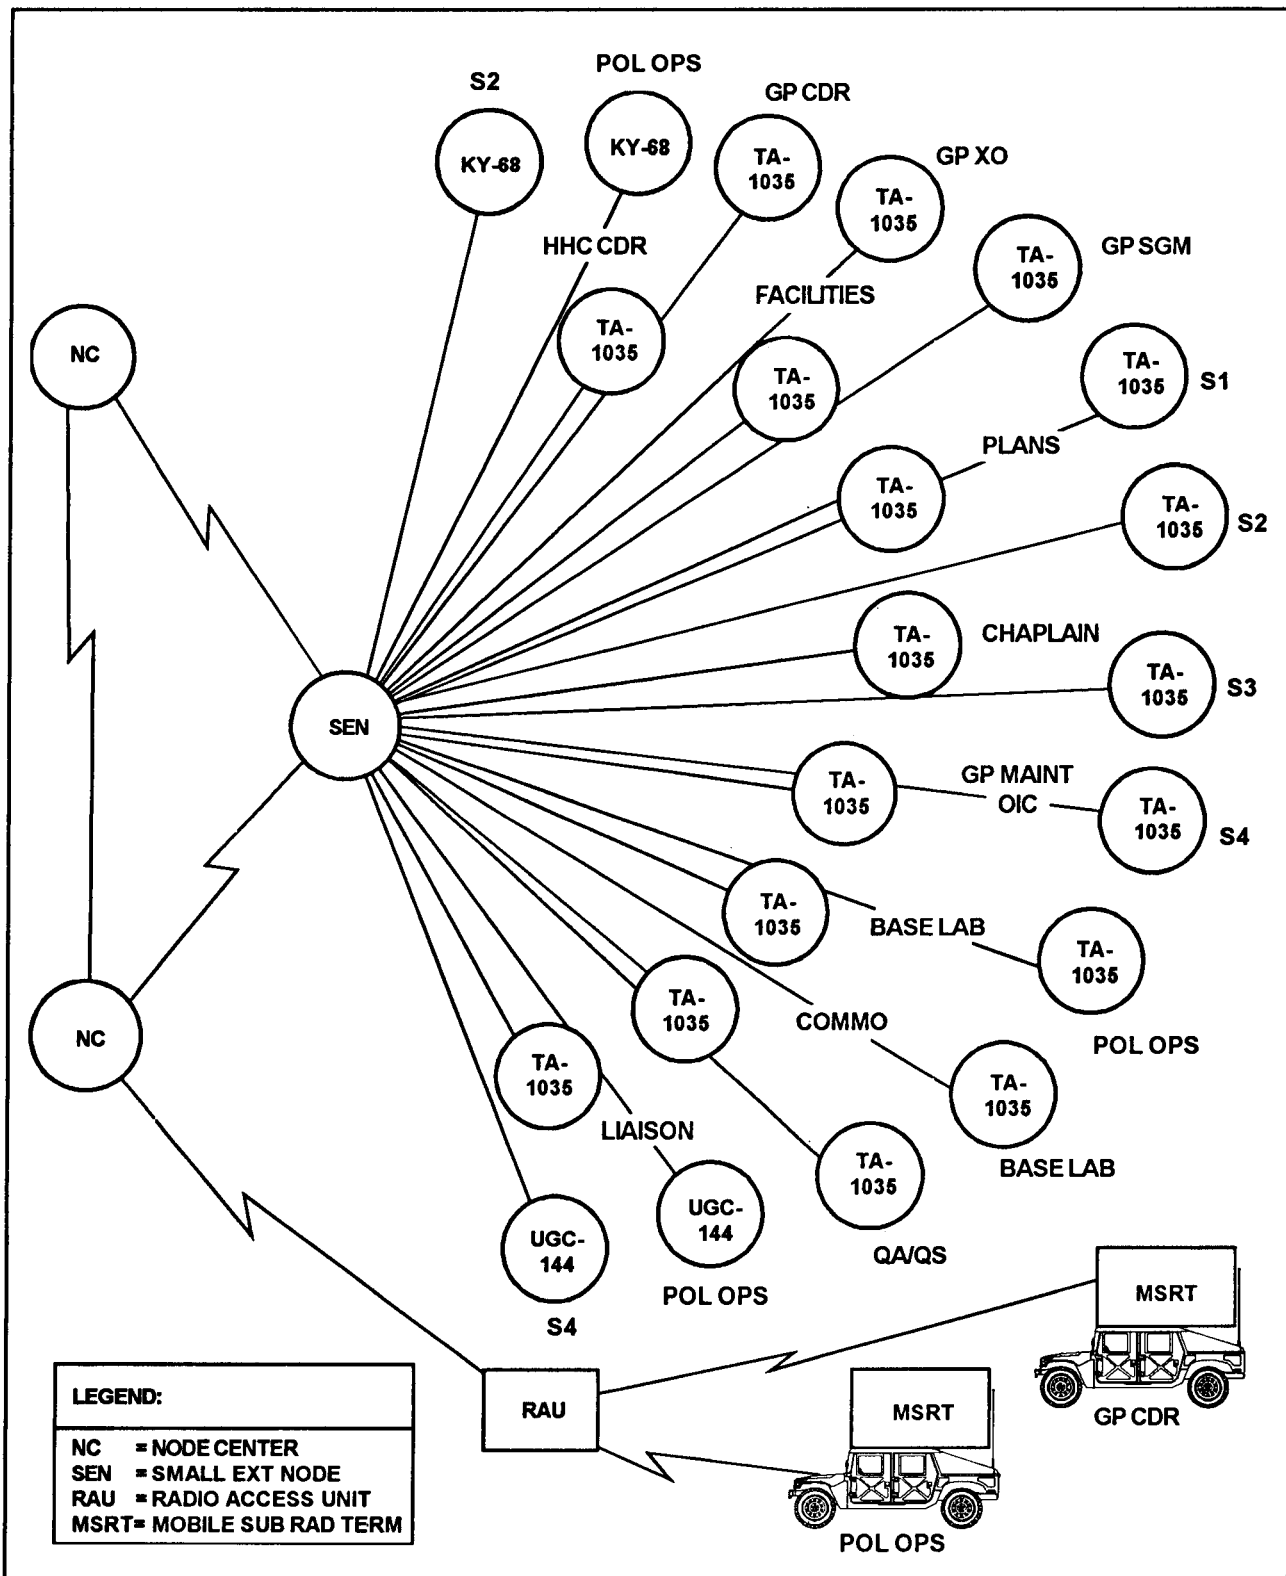 POL OPS
S2
GP CDR
KY-68
KY-68
TA-
1035
GP XO
TA-
1035
HHC CDR
GP SGM
TA-
1035
FACILITIES
TA-
1035
NC
TA-
1035
TA-
1035
S1
PLANS
TA-
1035
TA-
1035
S2
TA-
1035
CHAPLAIN
TA-
1035
S3
SEN
TA-
1035
GP MAINT
OIC
TA-
1035
S4
TA-
1035
BASE LAB
TA-
1035
TA-
1035
COMMO
POL OPS
NC
TA-
1035
TA-
1035
LIAISON
BASE LAB
TA-
1035
UGC-
144
UGC-
144
QA/QS
POL OPS
S4
MSRT
GP CDR
RAU
MSRT
POL OPS
LEGEND:
NC = NODE CENTER
SEN = SMALL EXT NODE
RAU = RADIO ACCESS UNIT
MSRT= MOBILE SUB RAD TERM